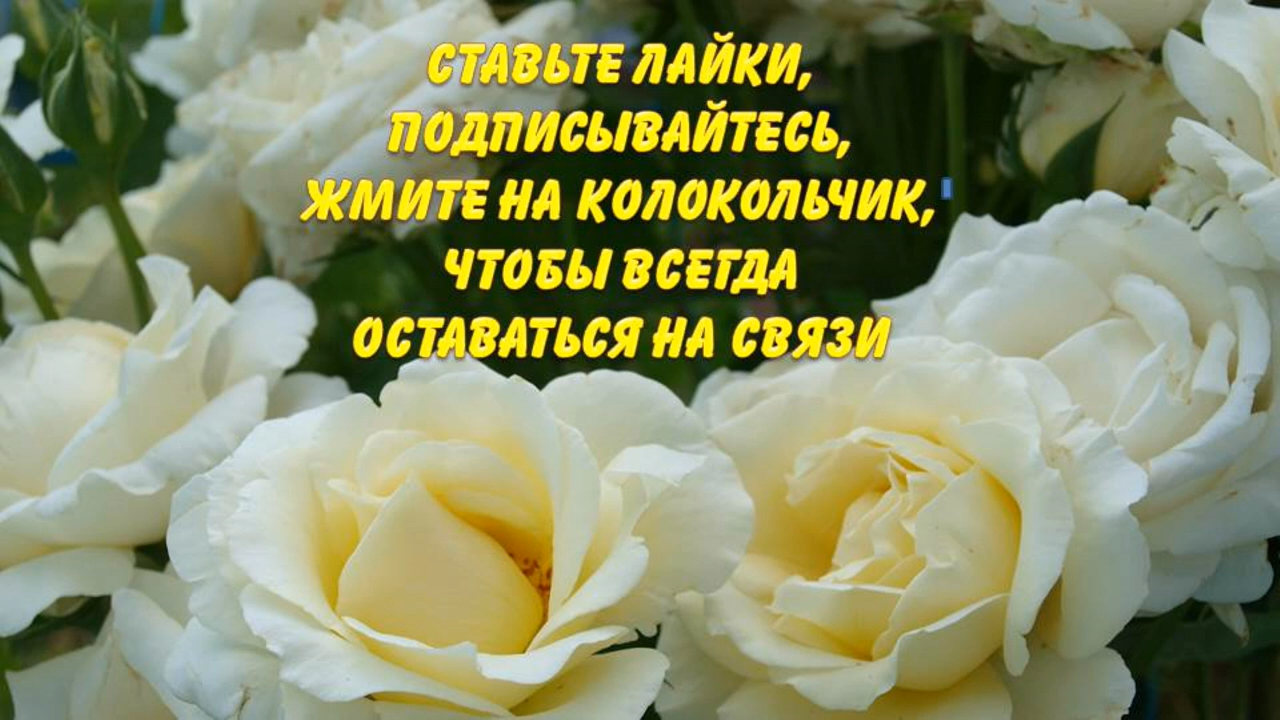 СТАВЬТЕ ЛАЙКИ,
ПОДПИСЫВАЙТЕСЬ,
ЖМИТЕ НА КОЛОКОЛЬЧИК,
ЧТОБЫ ВСЕГДА
ОСТАВАТЬСЯ НА СВЯЗИ